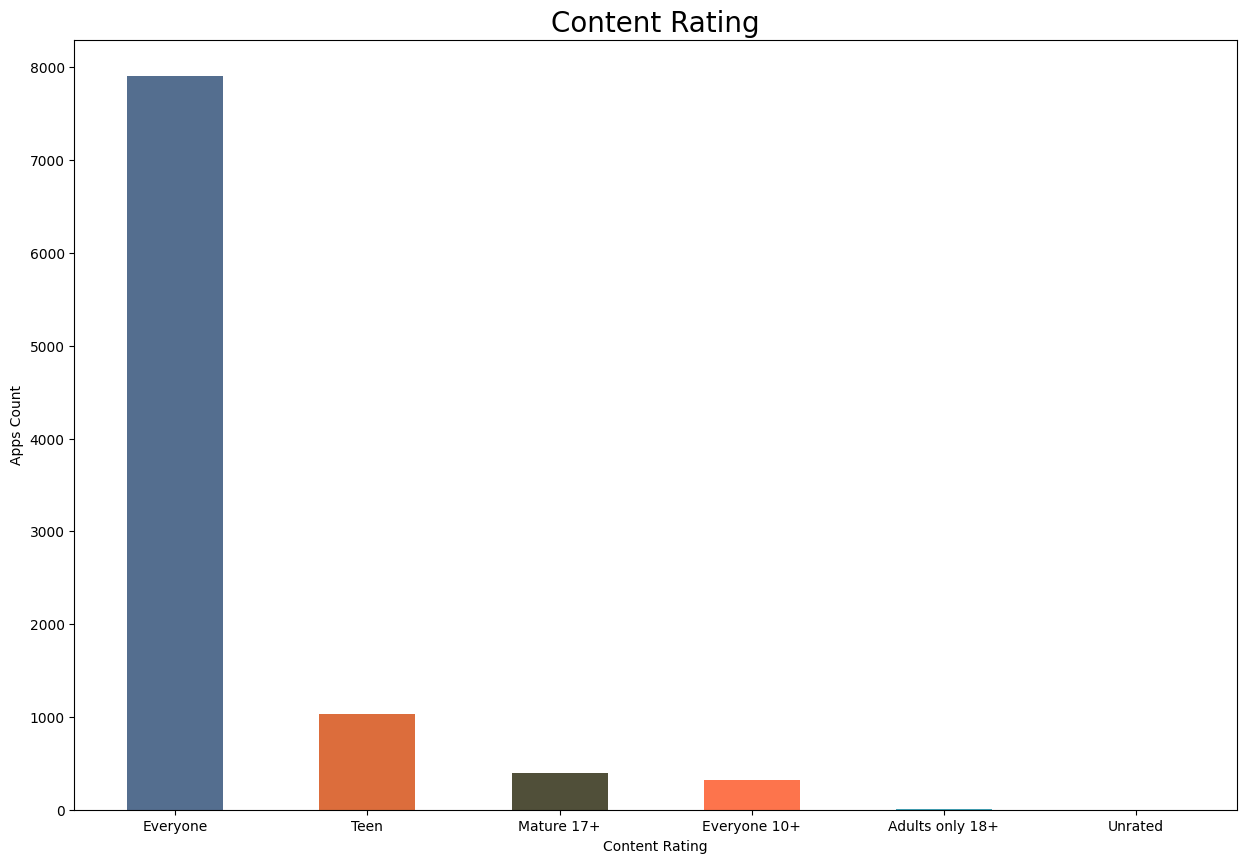 Content Rating
8000
7000
6000
5000
4000
3000
2000
1000
0
Apps Count
Everyone
Teen
Mature 17+
Everyone 10+
Adults only 18+
Unrated
Content Rating